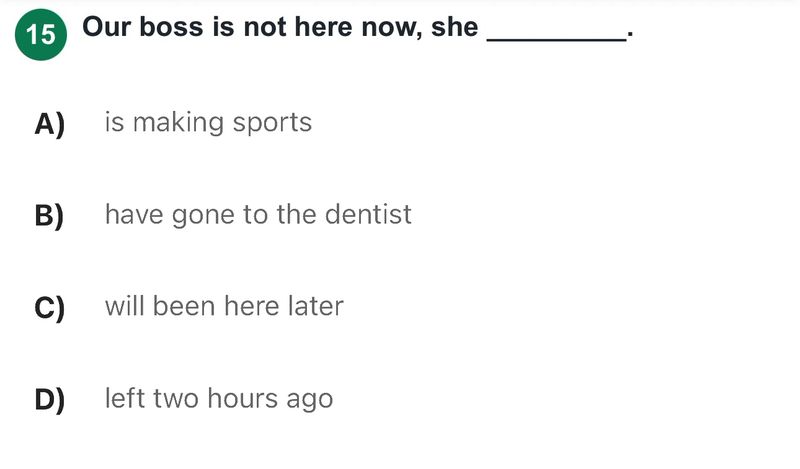 15 Our boss is not here now, she __________.
A) is making sports
B) have gone to the dentist
C) will been here later
D) left two hours ago